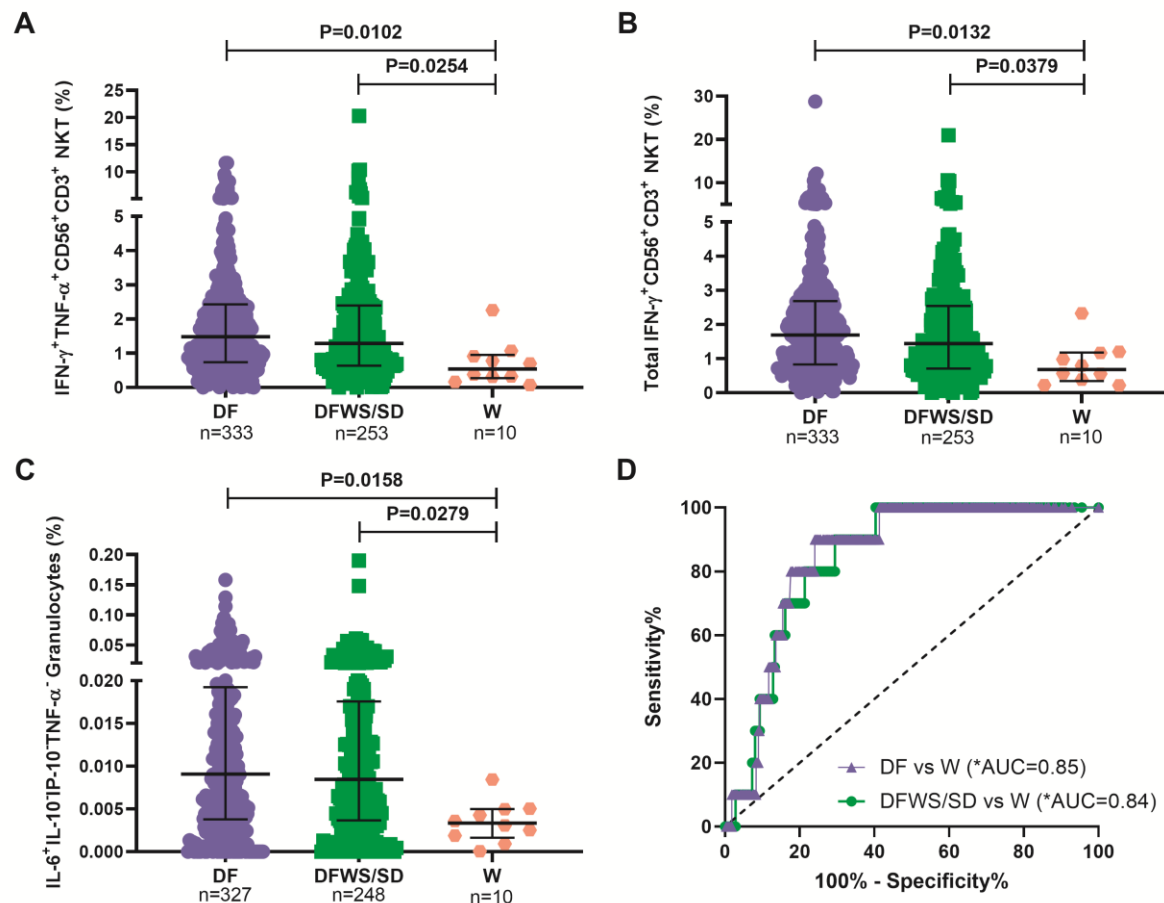 A
P=0.0102
P=0.0254
IFN-γ⁺TNF-α⁺CD56⁺CD3⁺ NKT (%)
25
20
15
10
5
4
3
2
1
0
DF
DFWS/SD
W
n=333
n=253
n=10
B
P=0.0132
P=0.0379
Total IFN-γ⁺CD56⁺CD3⁺ NKT (%)
30
20
10
5
4
3
2
1
0
DF
DFWS/SD
W
n=333
n=253
n=10
C
P=0.0158
P=0.0279
IL-6⁺IL-10⁻IP-10⁻TNF-α⁻ Granulocytes (%)
0.20
0.15
0.10
0.05
0.020
0.015
0.010
0.005
0.000
DF
DFWS/SD
W
n=327
n=248
n=10
D
Sensitivity%
100
80
60
40
20
0
DF vs W (*AUC=0.85)
DFWS/SD vs W (*AUC=0.84)
0
20
40
60
80
100
100% - Specificity%